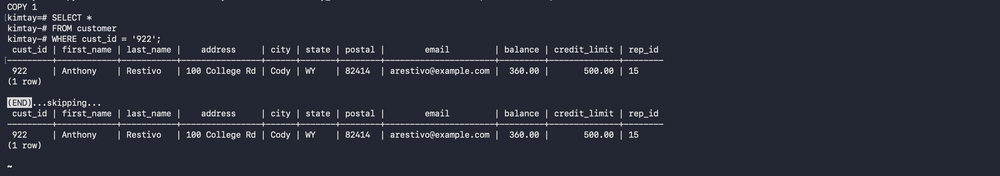 COPY 1
[kimtay=# SELECT *
kimtay-# FROM customer
kimtay-# WHERE cust_id = '922';
 cust_id | first_name | last_name |    address     | city | state | postal |        email         | balance | credit_limit | rep_id
[---------+------------+-----------+----------------+------+-------+--------+----------------------+---------+--------------+--------
 922     | Anthony    | Restivo   | 100 College Rd | Cody | WY    | 82414  | arestivo@example.com |  360.00 |       500.00 | 15
(1 row)
(END)...skipping...
 cust_id | first_name | last_name |    address     | city | state | postal |        email         | balance | credit_limit | rep_id
---------+------------+-----------+----------------+------+-------+--------+----------------------+---------+--------------+--------
 922     | Anthony    | Restivo   | 100 College Rd | Cody | WY    | 82414  | arestivo@example.com |  360.00 |       500.00 | 15
(1 row)
~